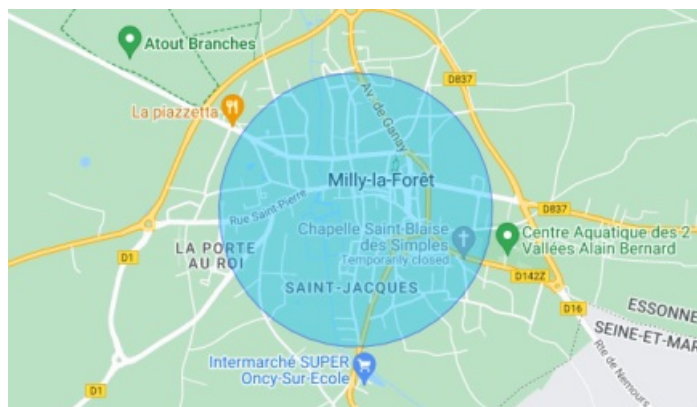 Atout Branches
D837
La piazzetta
Av. de Ganay
Milly-la-Forêt
Rue Saint-Pierre
D837
Chapelle Saint-Blaise
des Simples
Temporarily closed
Centre Aquatique des 2
Vallées Alain Bernard
D1
LA PORTE
AU ROI
D142Z
SAINT-JACQUES
D16
ESSONNE
SEINE-ET-MAR
Rte de Nemours
Intermarché SUPER
Oncy-Sur-Ecole
D1